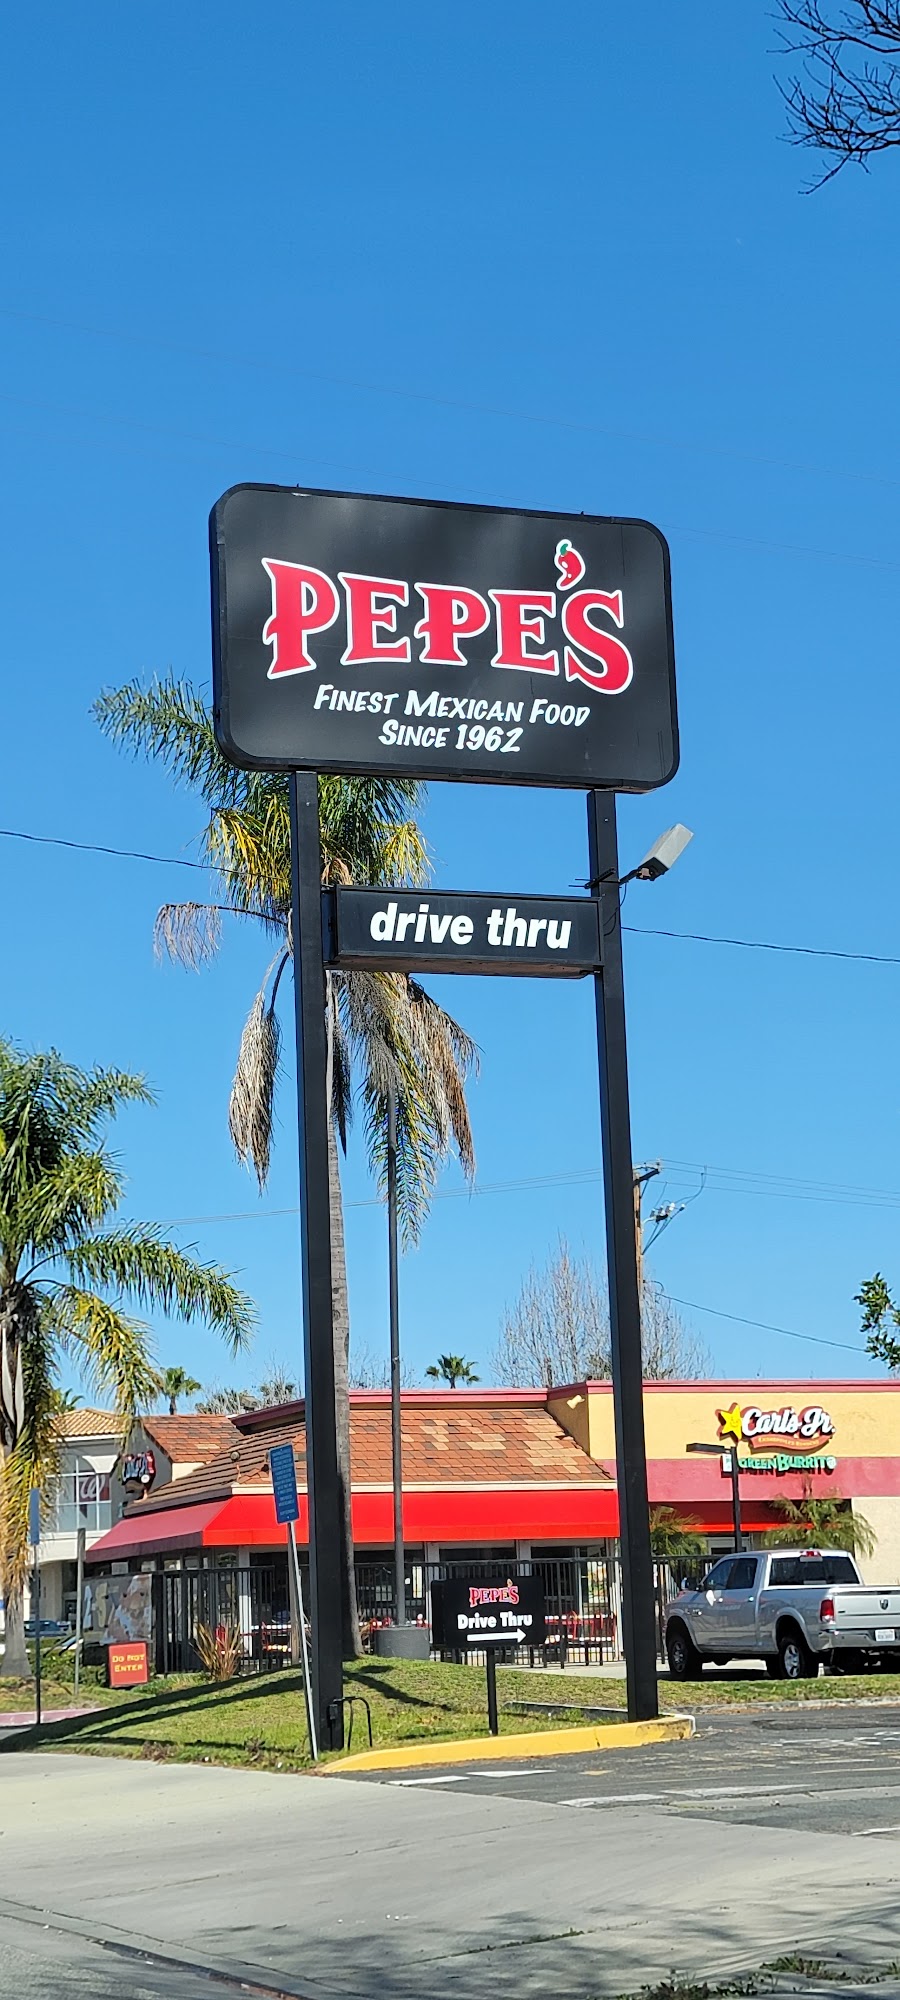 PEPE'S
FINEST MEXICAN FOOD
SINCE 1962
drive thru
Carl's Jr.
GREEN BURRITO
PEPE'S
Drive Thru
DO NOT
ENTER